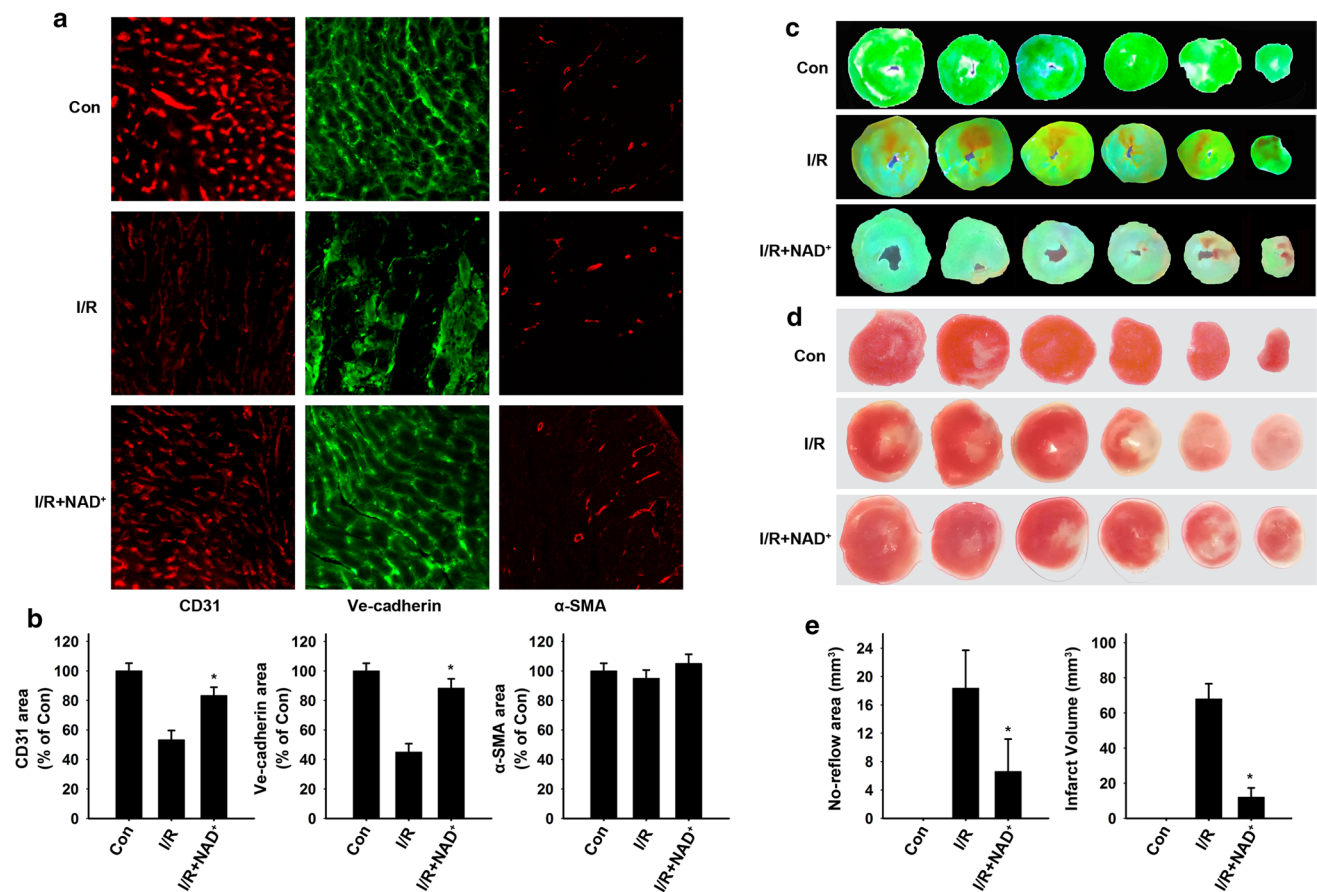 a
Con
I/R
I/R+NAD⁺
CD31
Ve-cadherin
α-SMA
b
CD31 area
(% of Con)
120
100
80
60
40
20
0
Con
I/R
I/R+NAD⁺
Ve-cadherin area
(% of Con)
120
100
80
60
40
20
0
*
Con
I/R
I/R+NAD⁺
*
α-SMA area
(% of Con)
120
100
80
60
40
20
0
Con
I/R
I/R+NAD⁺
c
Con
I/R
I/R+NAD⁺
d
Con
I/R
I/R+NAD⁺
e
No-reflow area (mm³)
24
20
16
12
8
4
0
*
Con
I/R
I/R+NAD⁺
Infarct Volume (mm³)
100
80
60
40
20
0
*
Con
I/R
I/R+NAD⁺